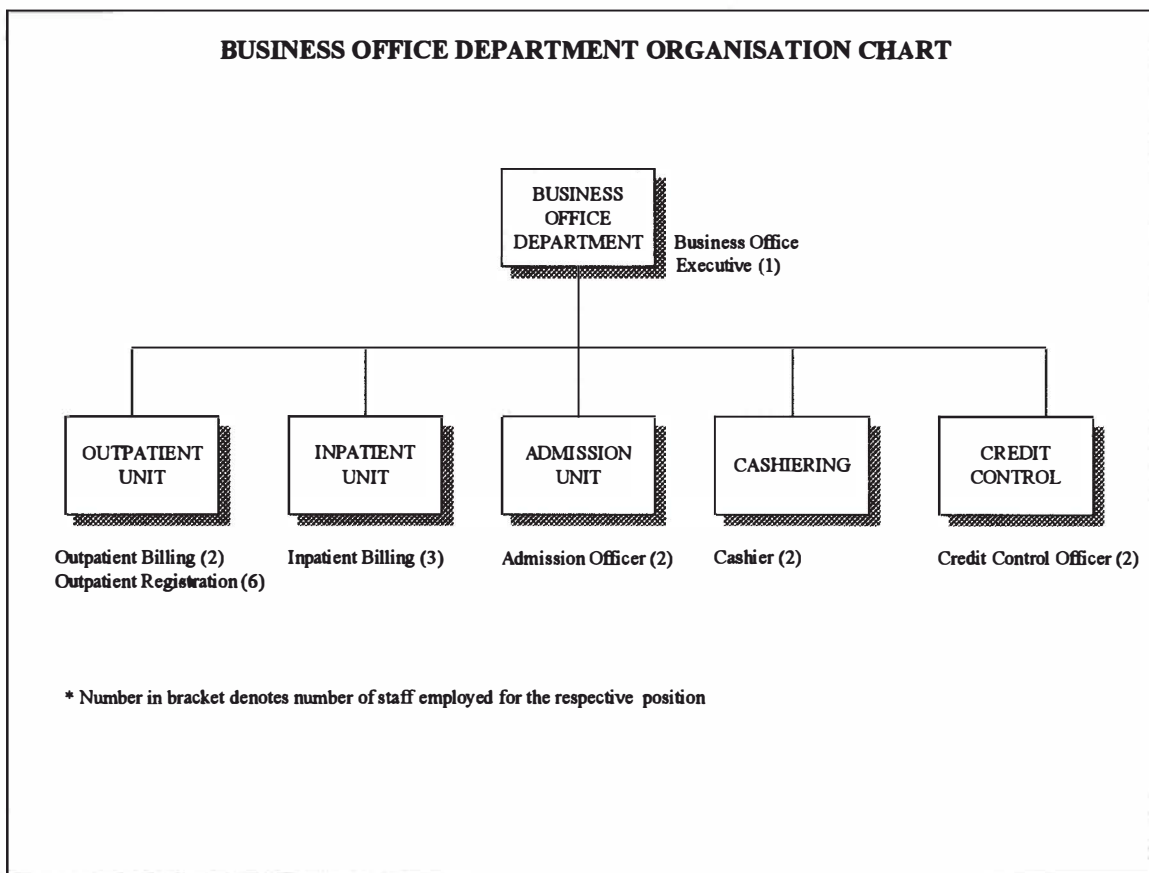 BUSINESS OFFICE DEPARTMENT ORGANISATION CHART
BUSINESS
OFFICE
DEPARTMENT
Business Office
Executive (1)
OUTPATIENT
UNIT
INPATIENT
UNIT
ADMISSION
UNIT
CASHIERING
CREDIT
CONTROL
Outpatient Billing (2)
Outpatient Registration (6)
Inpatient Billing (3)
Admission Officer (2)
Cashier (2)
Credit Control Officer (2)
* Number in bracket denotes number of staff employed for the respective position